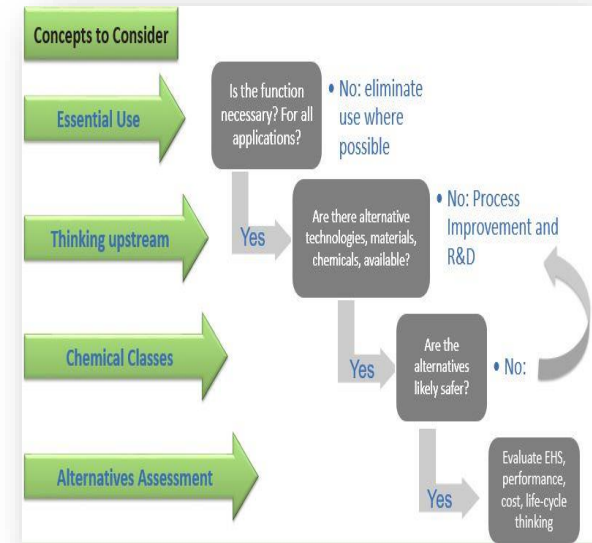 Concepts to Consider
Essential Use
Is the function
necessary? For all
applications?
• No: eliminate
use where
possible
Thinking upstream
Yes
Are there alternative
technologies, materials,
chemicals, available?
• No: Process
Improvement and
R&D
Chemical Classes
Yes
Are the
alternatives
likely safer?
• No:
Alternatives Assessment
Yes
Evaluate EHS,
performance,
cost, life-cycle
thinking